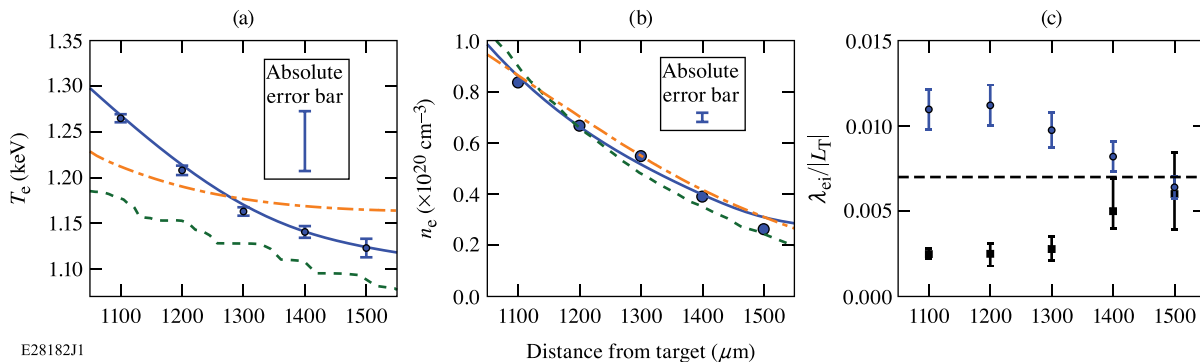 (a)
1.35
1.30
1.25
1.20
1.15
1.10
T_e (keV)
Absolute
error bar
1100 1200 1300 1400 1500
(b)
1.0
0.8
0.6
0.4
0.2
0.0
n_e (×10^20 cm^−3)
Absolute
error bar
1100 1200 1300 1400 1500
(c)
0.015
0.010
0.005
0.000
λ_ei/|L_T|
1100 1200 1300 1400 1500
Distance from target (μm)
E28182J1